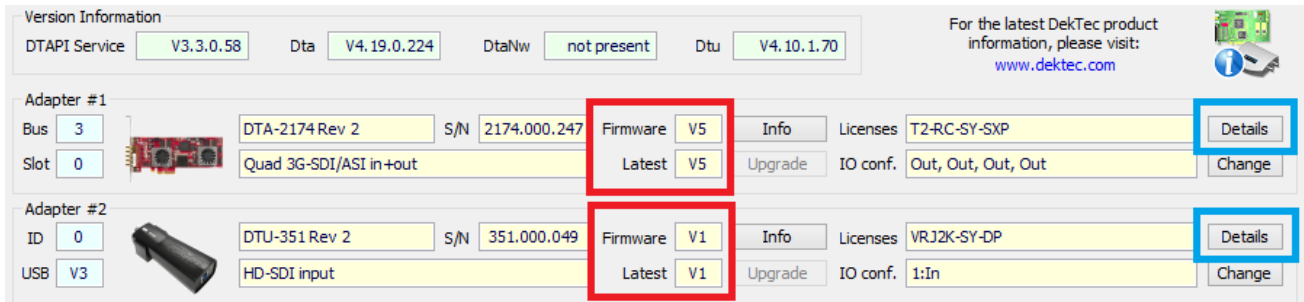 Version Information
For the latest DekTec product
information, please visit:
www.dektec.com
DTAPI Service V3.3.0.58 Dta V4.19.0.224 DtaNw not present Dtu V4.10.1.70
Adapter #1
Bus 3 DTA-2174 Rev 2 S/N 2174.000.247 Firmware V5 Info Licenses T2-RC-SY-SXP Details
Slot 0 Quad 3G-SDI/ASI in+out Latest V5 Upgrade IO conf. Out, Out, Out, Out Change
Adapter #2
ID 0 DTU-351 Rev 2 S/N 351.000.049 Firmware V1 Info Licenses VRJ2K-SY-DP Details
USB V3 HD-SDI input Latest V1 Upgrade IO conf. 1:In Change